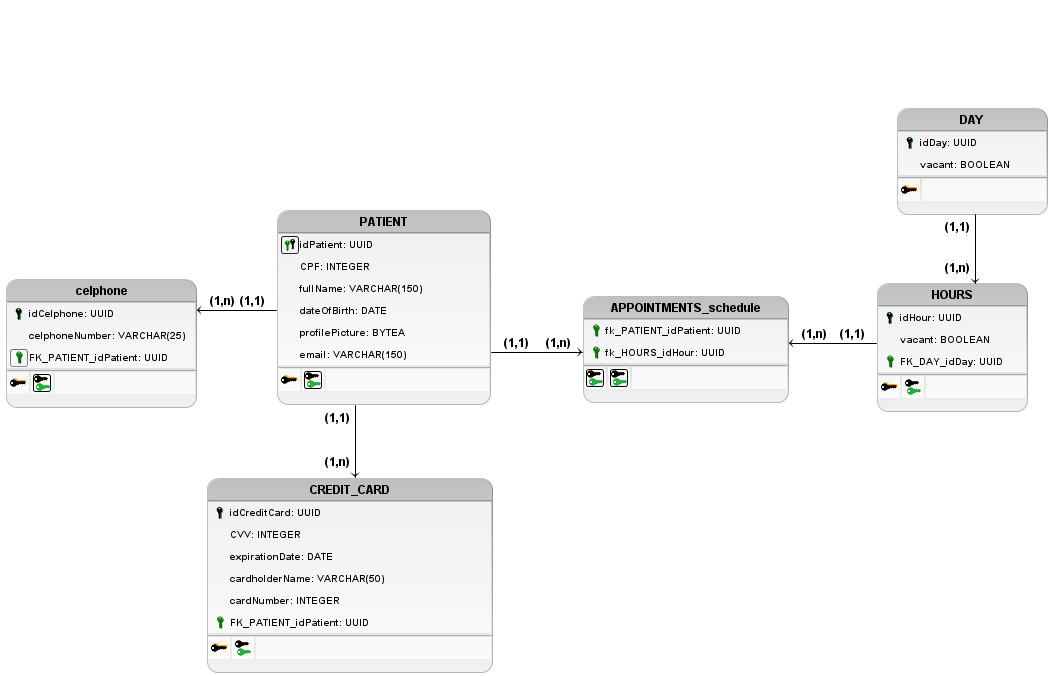 DAY
idDay: UUID
vacant: BOOLEAN
(1,1)
(1,n)
PATIENT
idPatient: UUID
CPF: INTEGER
fullName: VARCHAR(150)
dateOfBirth: DATE
profilePicture: BYTEA
email: VARCHAR(150)
celphone
idCelphone: UUID
celphoneNumber: VARCHAR(25)
FK_PATIENT_idPatient: UUID
(1,n) (1,1)
APPOINTMENTS_schedule
fk_PATIENT_idPatient: UUID
fk_HOURS_idHour: UUID
(1,1) (1,n)
HOURS
idHour: UUID
vacant: BOOLEAN
FK_DAY_idDay: UUID
(1,n) (1,1)
(1,1)
(1,n)
CREDIT_CARD
idCreditCard: UUID
CVV: INTEGER
expirationDate: DATE
cardholderName: VARCHAR(50)
cardNumber: INTEGER
FK_PATIENT_idPatient: UUID